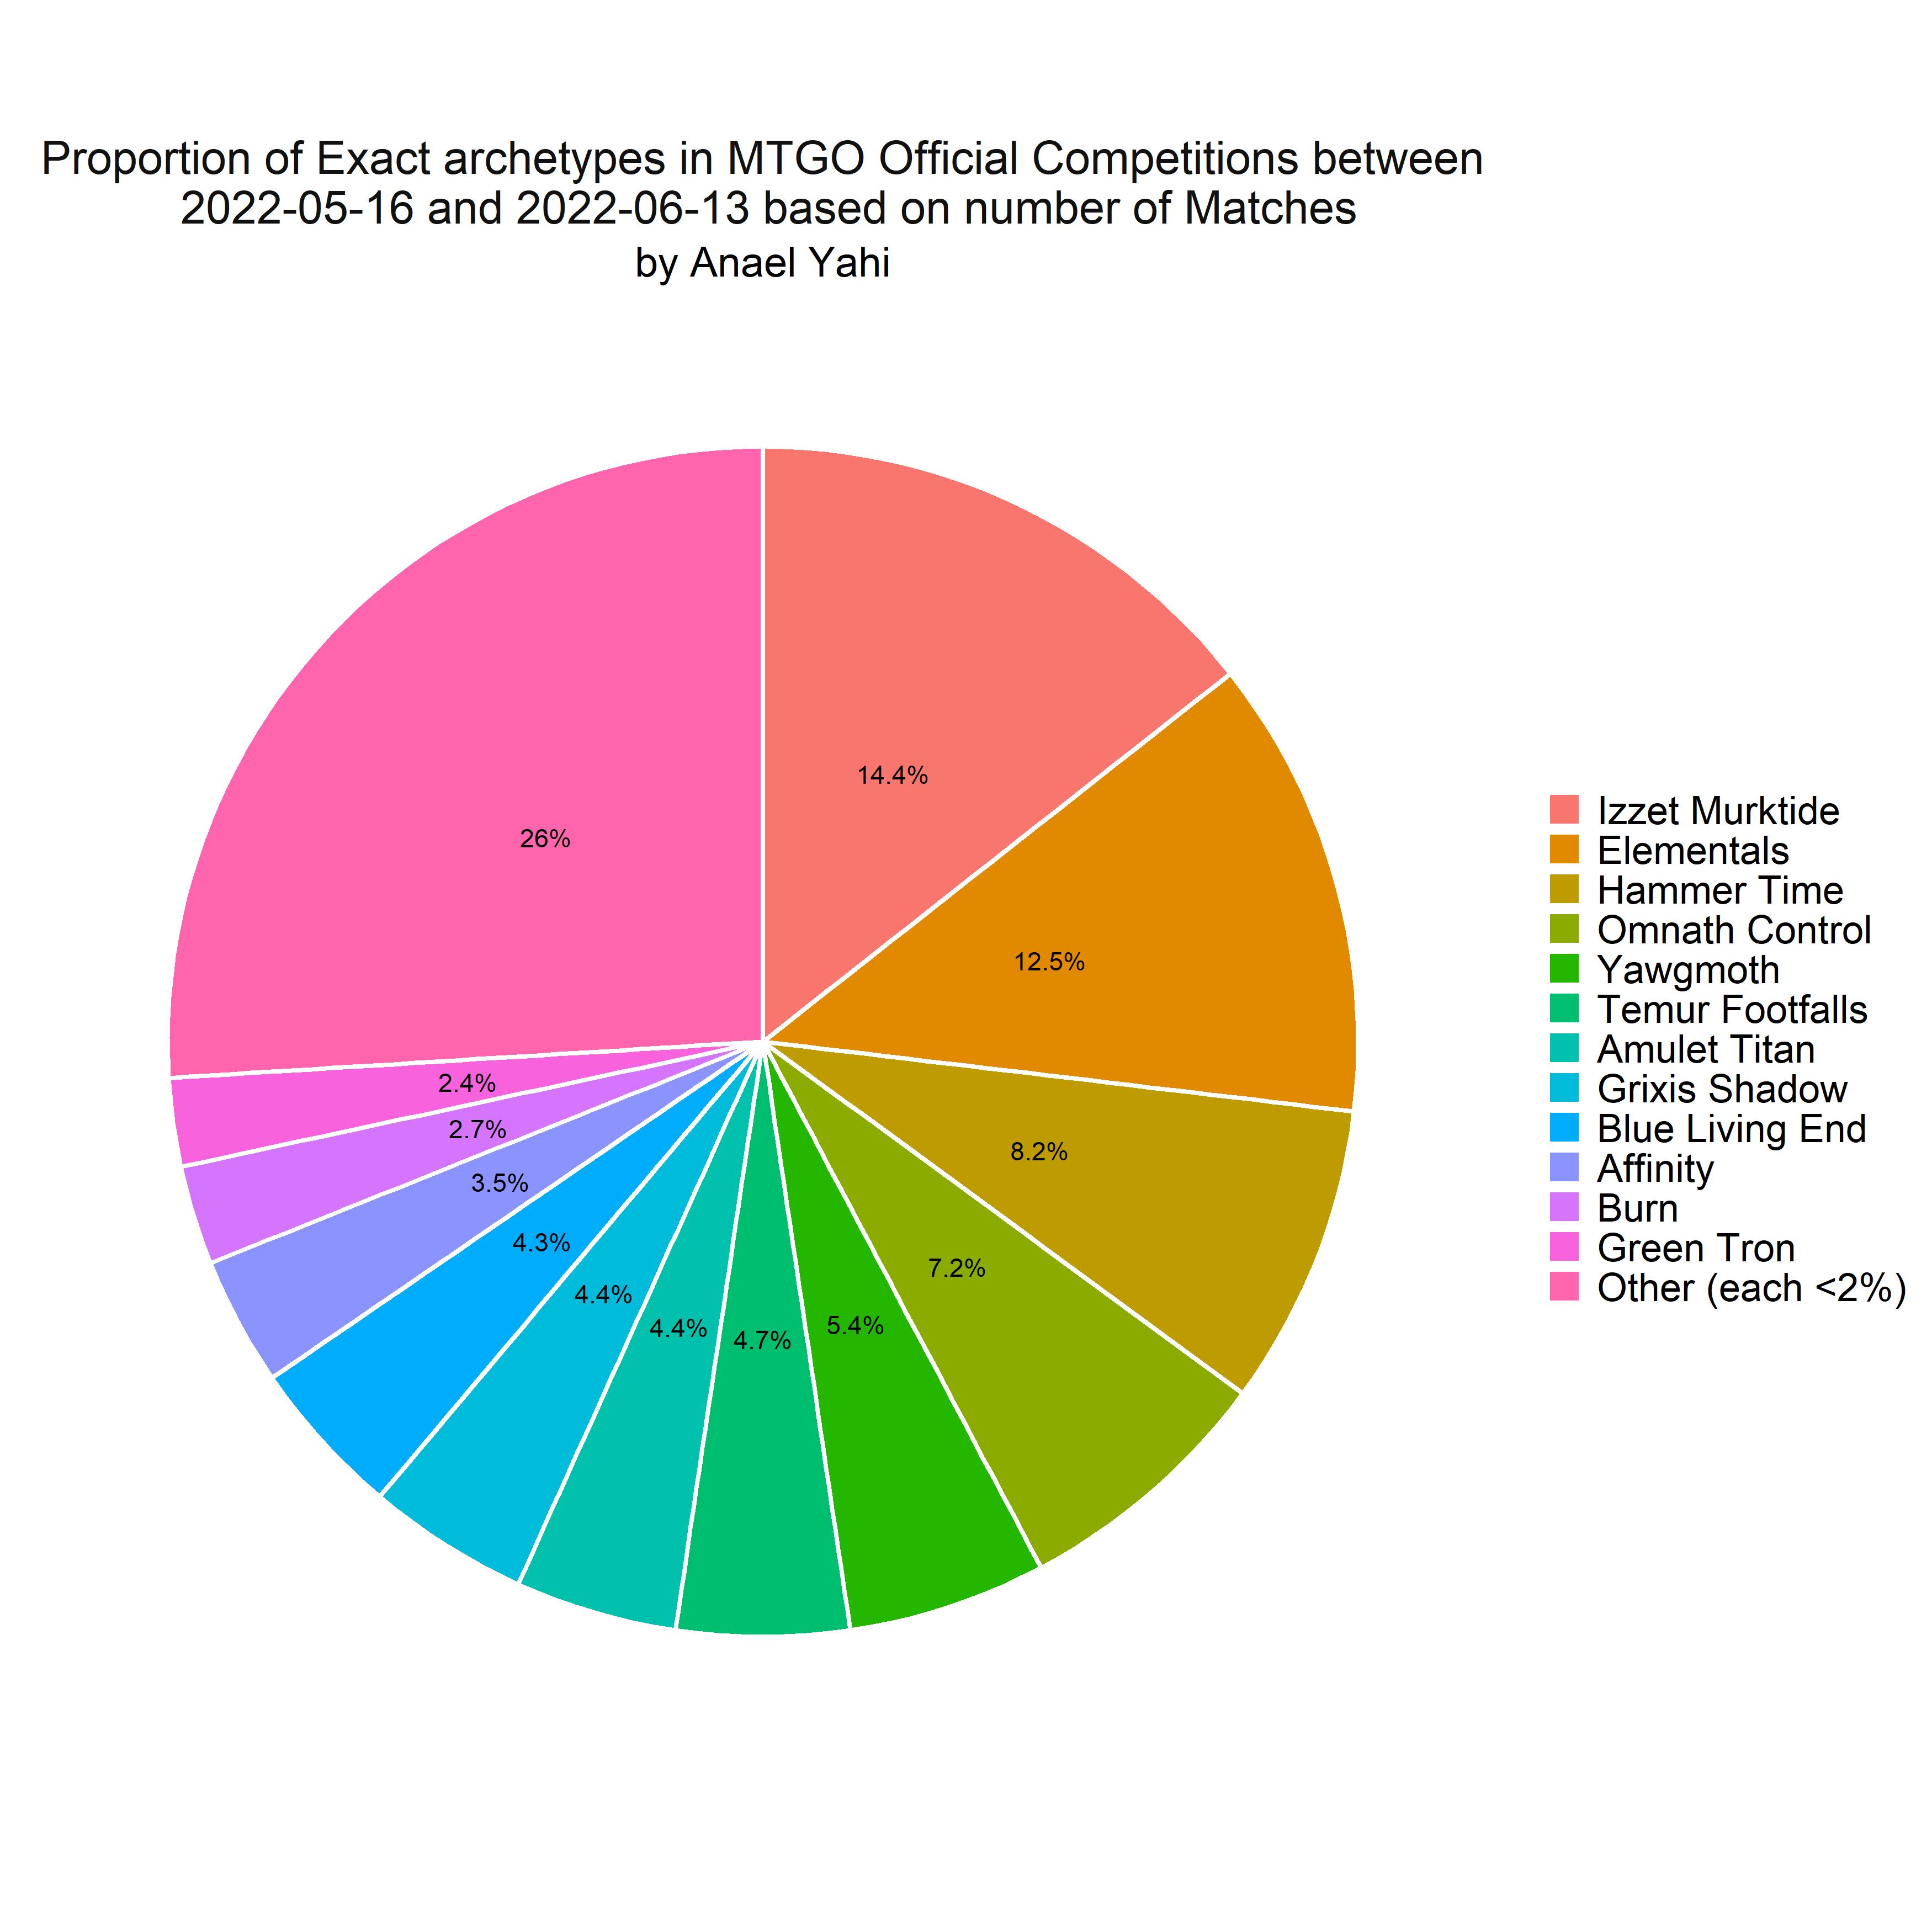 Proportion of Exact archetypes in MTGO Official Competitions between
2022-05-16 and 2022-06-13 based on number of Matches
by Anael Yahi
14.4%
12.5%
8.2%
7.2%
5.4%
4.7%
4.4%
4.4%
4.3%
3.5%
2.7%
2.4%
26%
Izzet Murktide
Elementals
Hammer Time
Omnath Control
Yawgmoth
Temur Footfalls
Amulet Titan
Grixis Shadow
Blue Living End
Affinity
Burn
Green Tron
Other (each <2%)